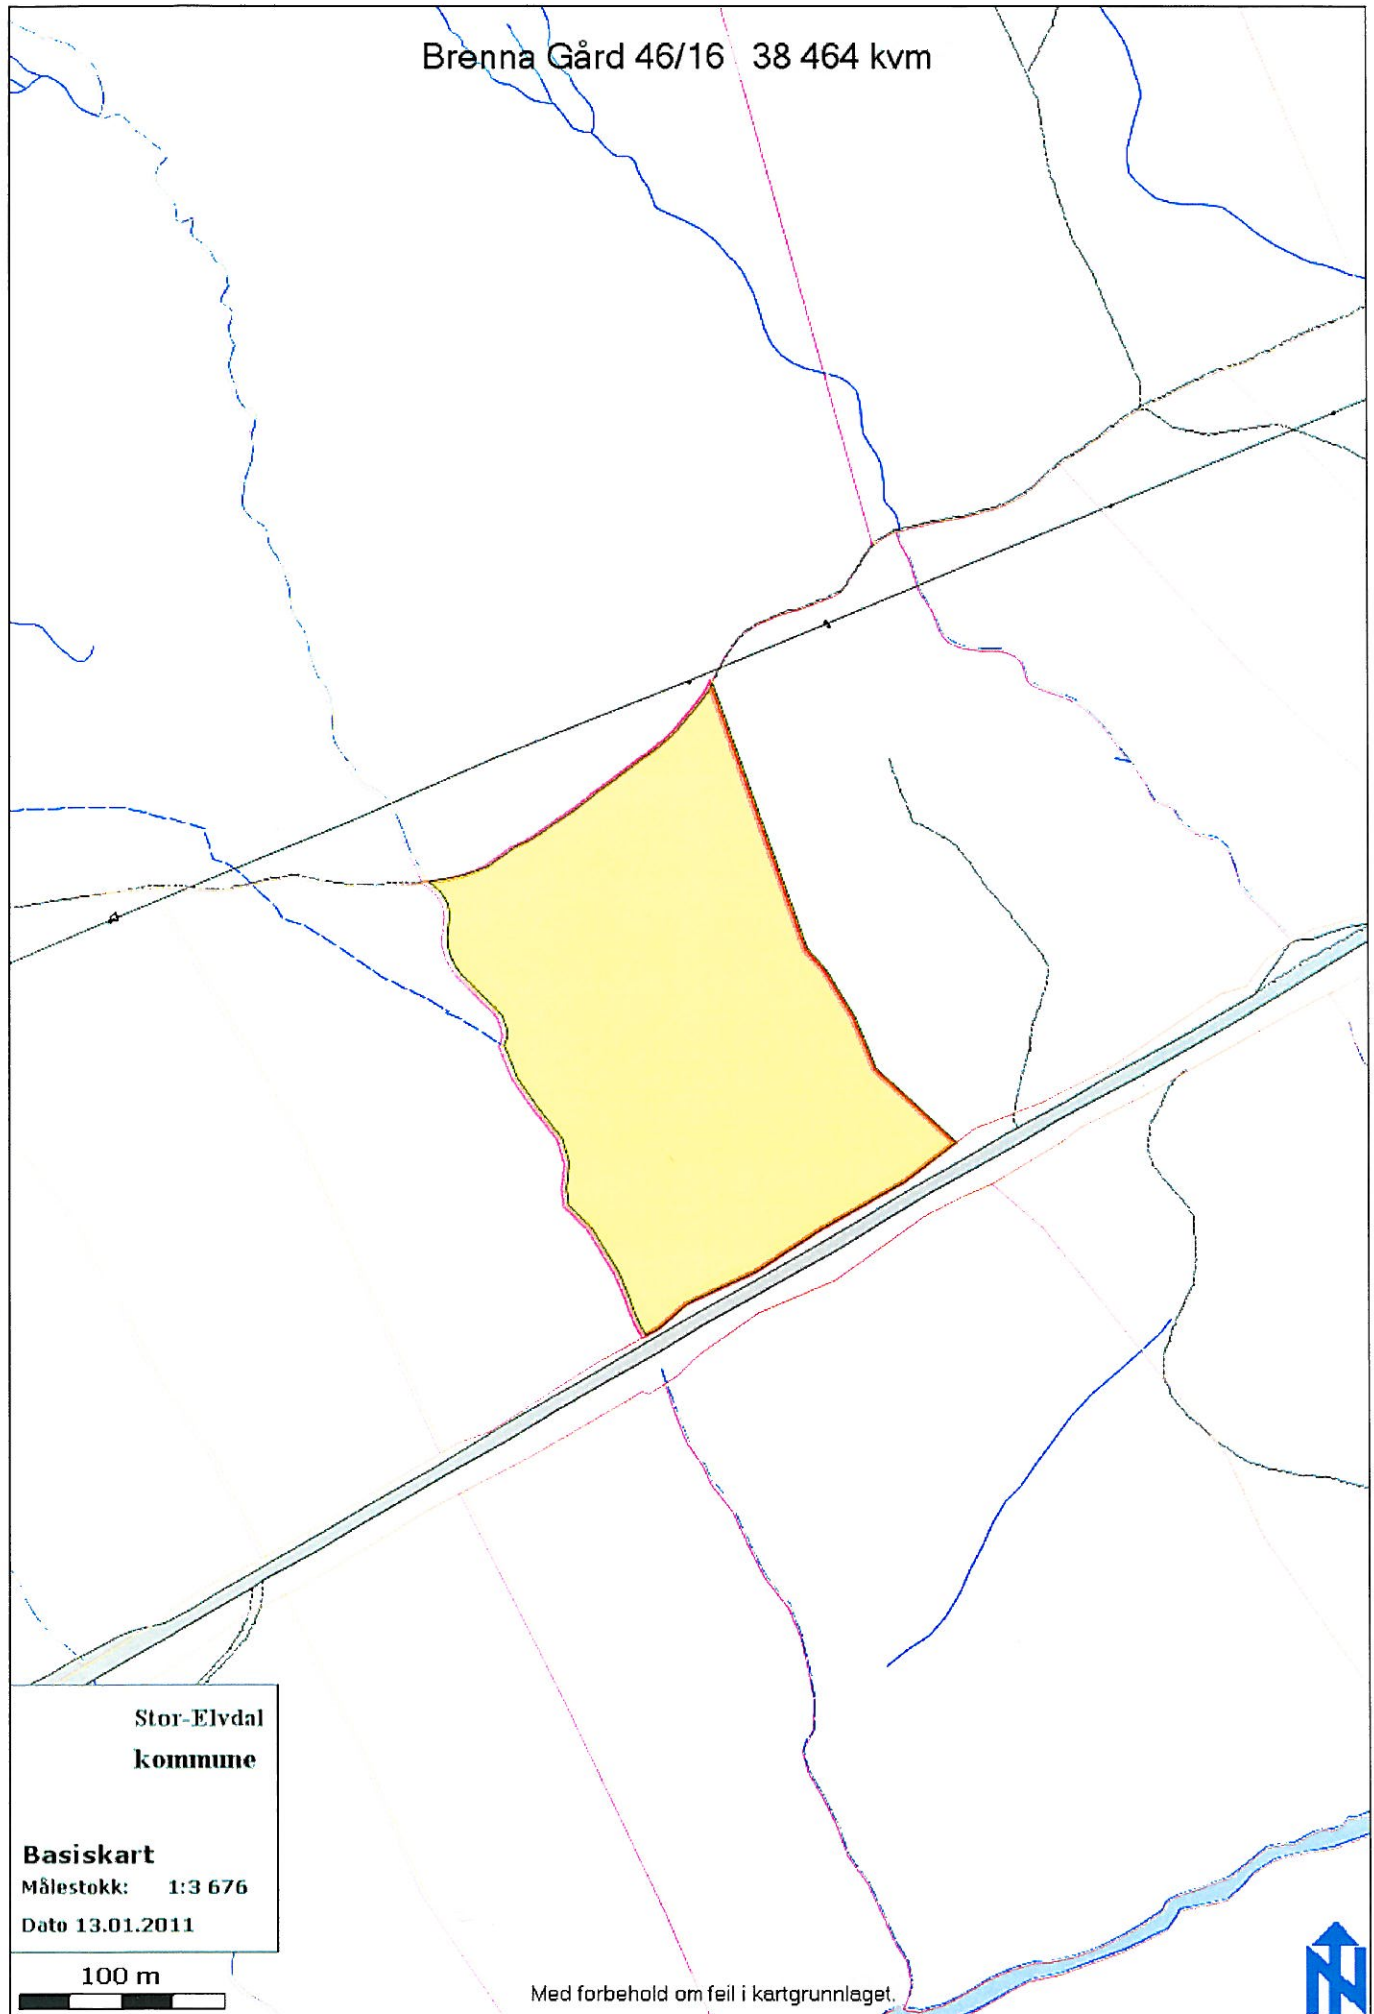 Brenna Gård 46/16 38 464 kvm
Stor-Elvdal
kommune
Basiskart
Målestokk: 1:3 676
Dato 13.01.2011
100 m
Med forbehold om feil i kartgrunnlaget.
N